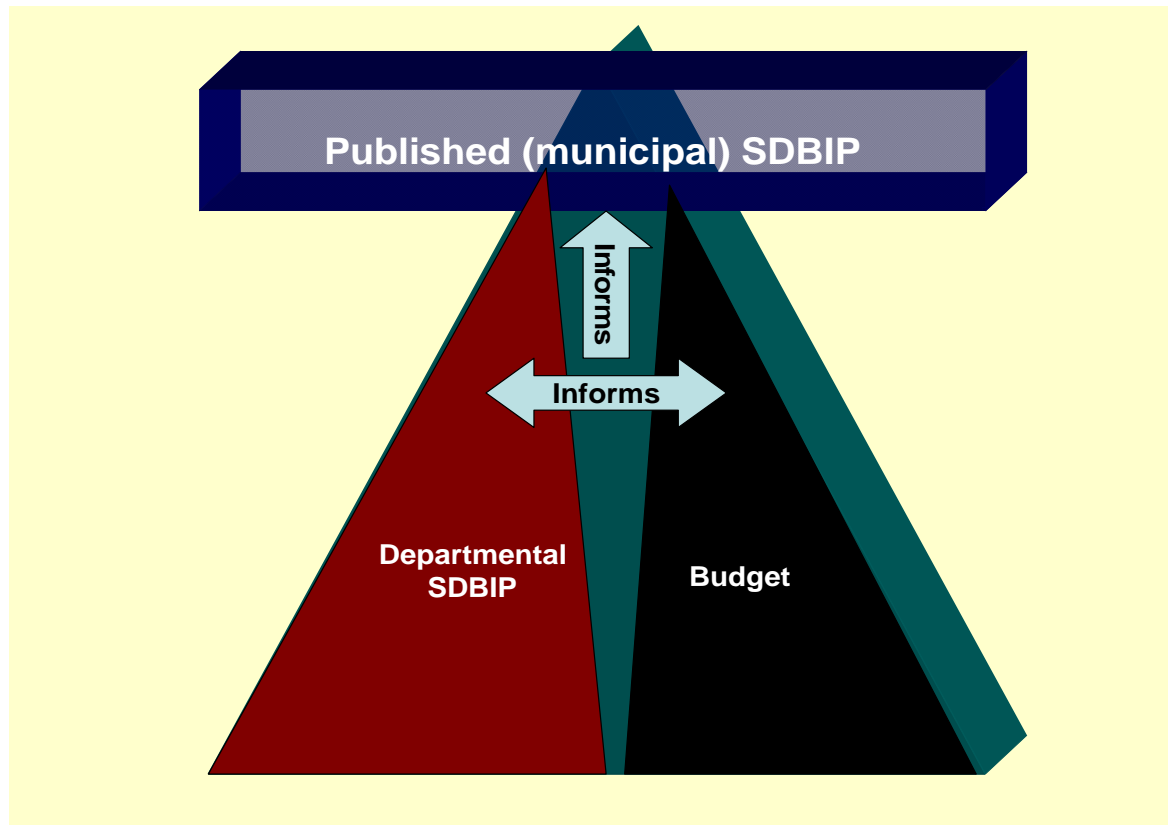 Published (municipal) SDBIP
Informs
Informs
Departmental
SDBIP
Budget